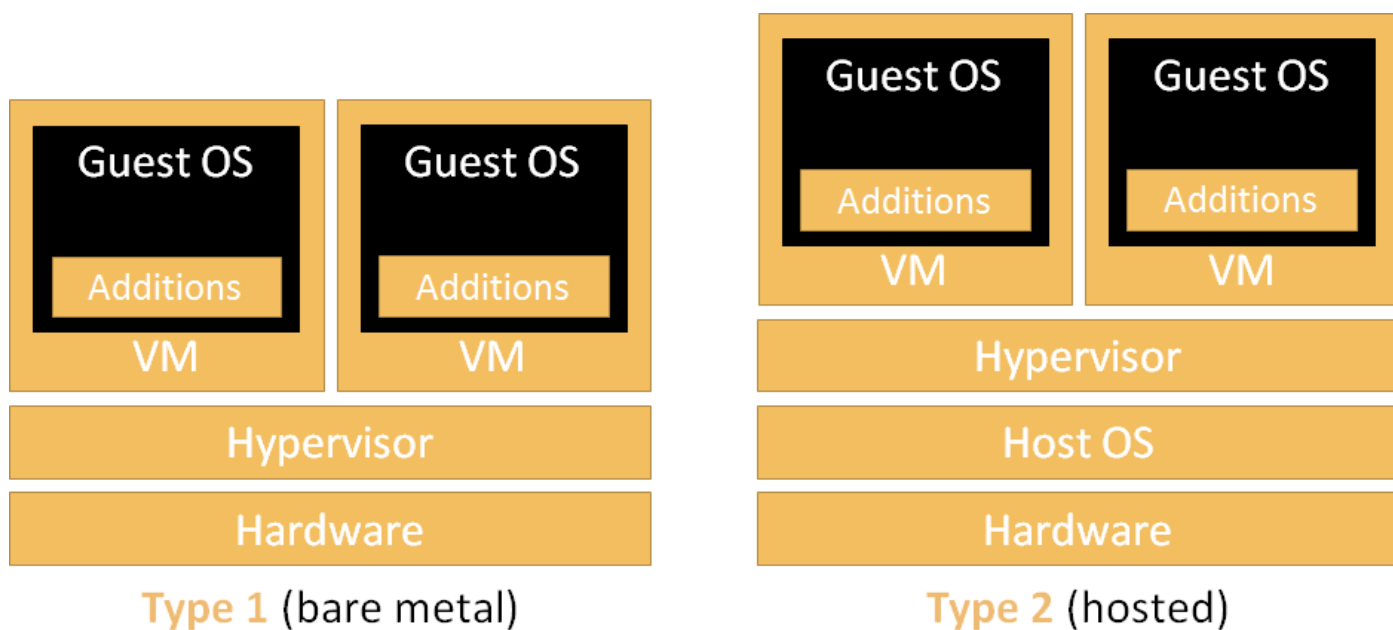 Guest OS
Additions
VM
Guest OS
Additions
VM
Hypervisor
Hardware
Type 1 (bare metal)
Guest OS
Additions
VM
Guest OS
Additions
VM
Hypervisor
Host OS
Hardware
Type 2 (hosted)